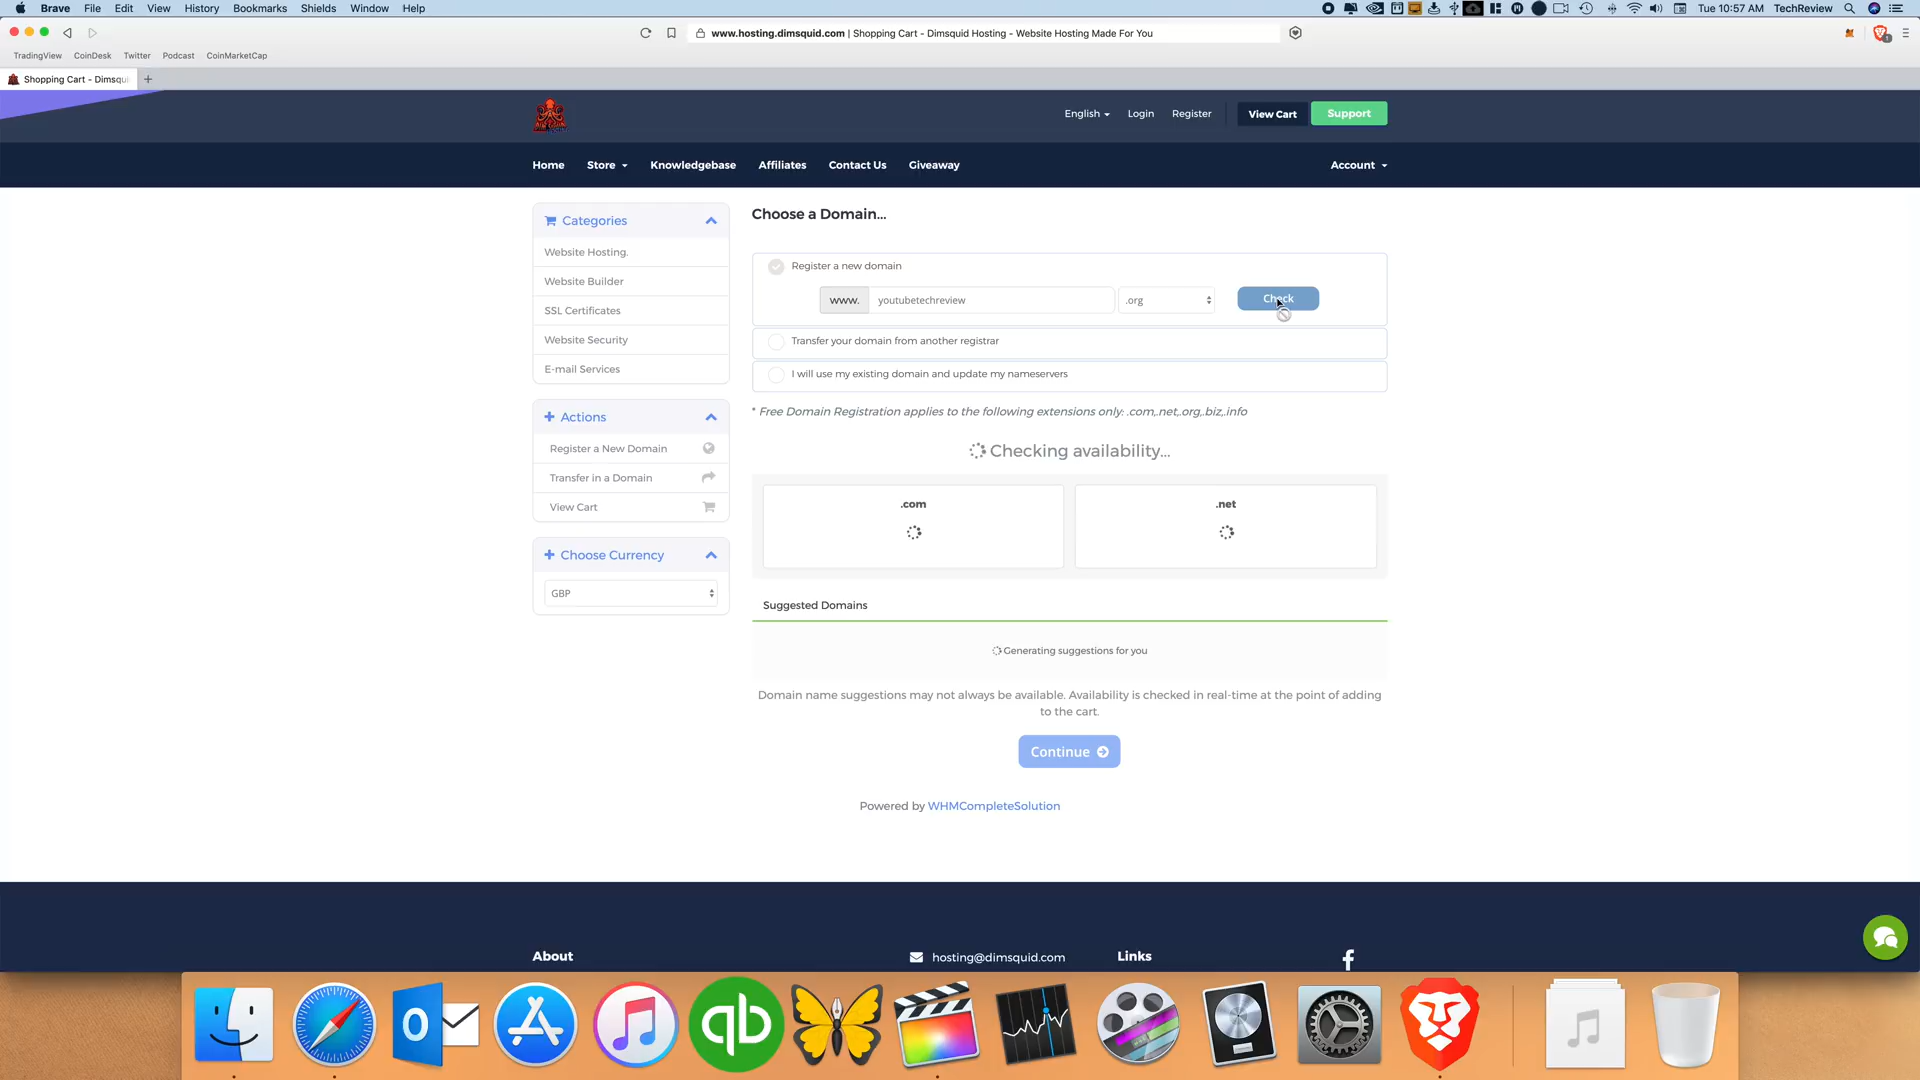 Brave File Edit View History Bookmarks Shields Window Help
Tue 10:57 AM TechReview
www.hosting.dimsquid.com | Shopping Cart - Dimsquid Hosting - Website Hosting Made For You
TradingView CoinDesk Twitter Podcast CoinMarketCap
Shopping Cart - Dimsqui
English Login Register View Cart Support
Home Store Knowledgebase Affiliates Contact Us Giveaway Account
Categories
Website Hosting.
Website Builder
SSL Certificates
Website Security
E-mail Services
Actions
Register a New Domain
Transfer in a Domain
View Cart
Choose Currency
GBP
Choose a Domain...
Register a new domain
www. youtubetechreview .org Check
Transfer your domain from another registrar
I will use my existing domain and update my nameservers
* Free Domain Registration applies to the following extensions only: .com,.net,.org,.biz,.info
Checking availability...
.com .net
Suggested Domains
Generating suggestions for you
Domain name suggestions may not always be available. Availability is checked in real-time at the point of adding
to the cart.
Continue
Powered by WHMCompleteSolution
About hosting@dimsquid.com Links